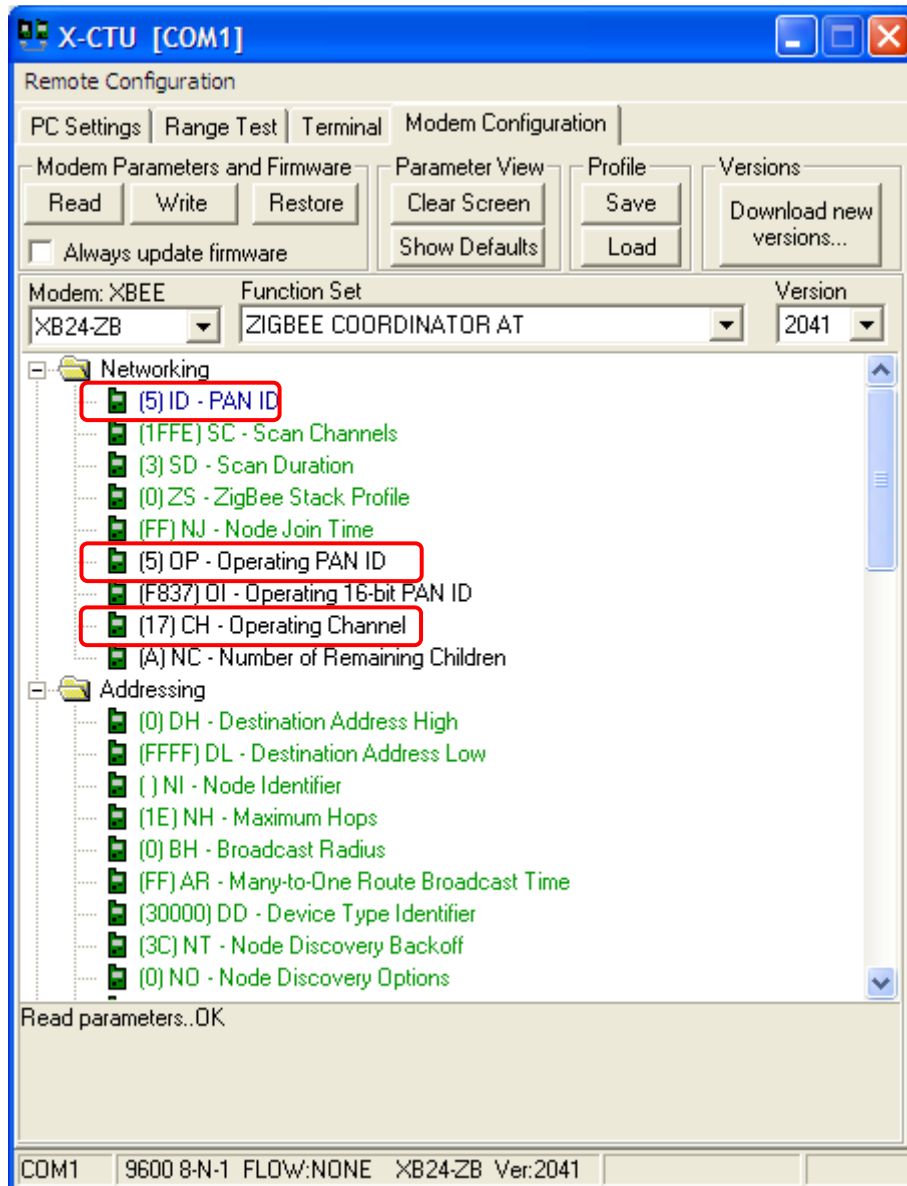 X-CTU [COM1]
Remote Configuration
PC Settings Range Test Terminal Modem Configuration
Modem Parameters and Firmware Parameter View Profile Versions
Read Write Restore Clear Screen Save Download new versions...
Always update firmware Show Defaults Load
Modem: XBEE Function Set Version
XB24-ZB ZIGBEE COORDINATOR AT 2041
Networking
(5) ID - PAN ID
(1FFE) SC - Scan Channels
(3) SD - Scan Duration
(0) ZS - ZigBee Stack Profile
(FF) NJ - Node Join Time
(5) OP - Operating PAN ID
(F837) OI - Operating 16-bit PAN ID
(17) CH - Operating Channel
(A) NC - Number of Remaining Children
Addressing
(0) DH - Destination Address High
(FFFF) DL - Destination Address Low
( ) NI - Node Identifier
(1E) NH - Maximum Hops
(0) BH - Broadcast Radius
(FF) AR - Many-to-One Route Broadcast Time
(30000) DD - Device Type Identifier
(3C) NT - Node Discovery Backoff
(0) NO - Node Discovery Options
Read parameters..OK
COM1 9600 8-N-1 FLOW:NONE XB24-ZB Ver:2041